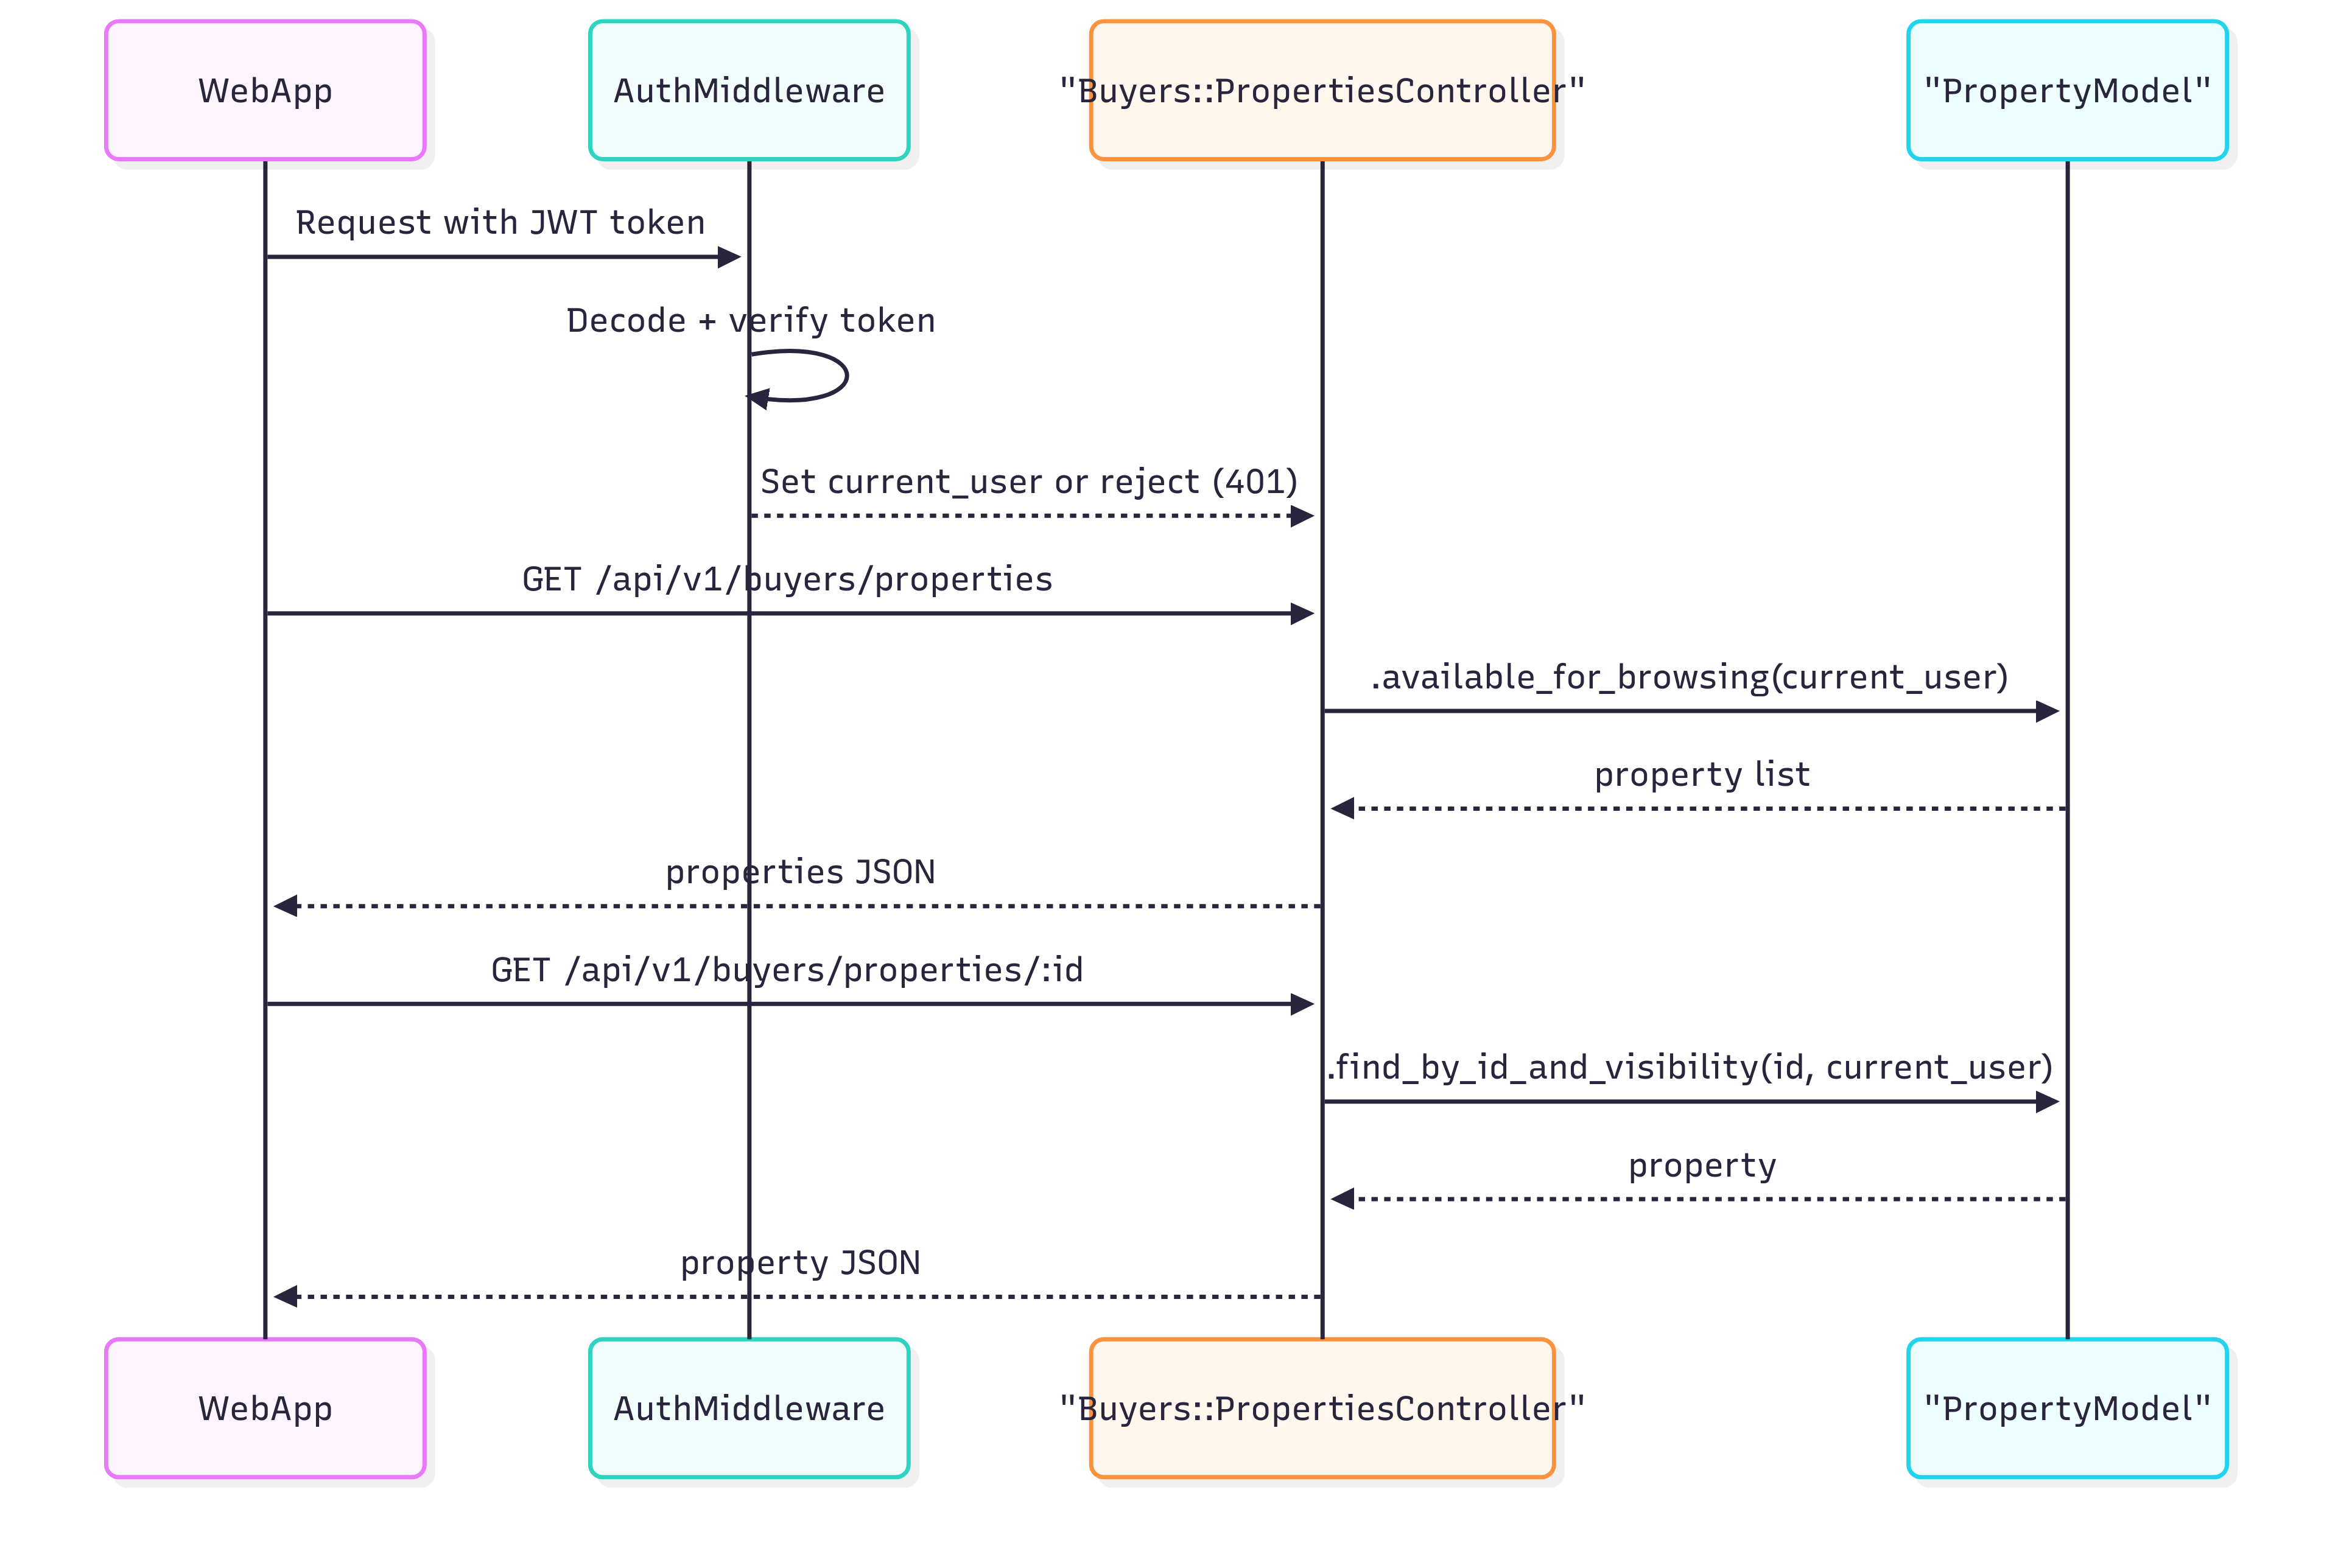 WebApp
AuthMiddleware
"Buyers::PropertiesController"
"PropertyModel"
Request with JWT token
Decode + verify token
Set current_user or reject (401)
GET /api/v1/buyers/properties
.available_for_browsing(current_user)
property list
properties JSON
GET /api/v1/buyers/properties/:id
.find_by_id_and_visibility(id, current_user)
property
property JSON
WebApp
AuthMiddleware
"Buyers::PropertiesController"
"PropertyModel"